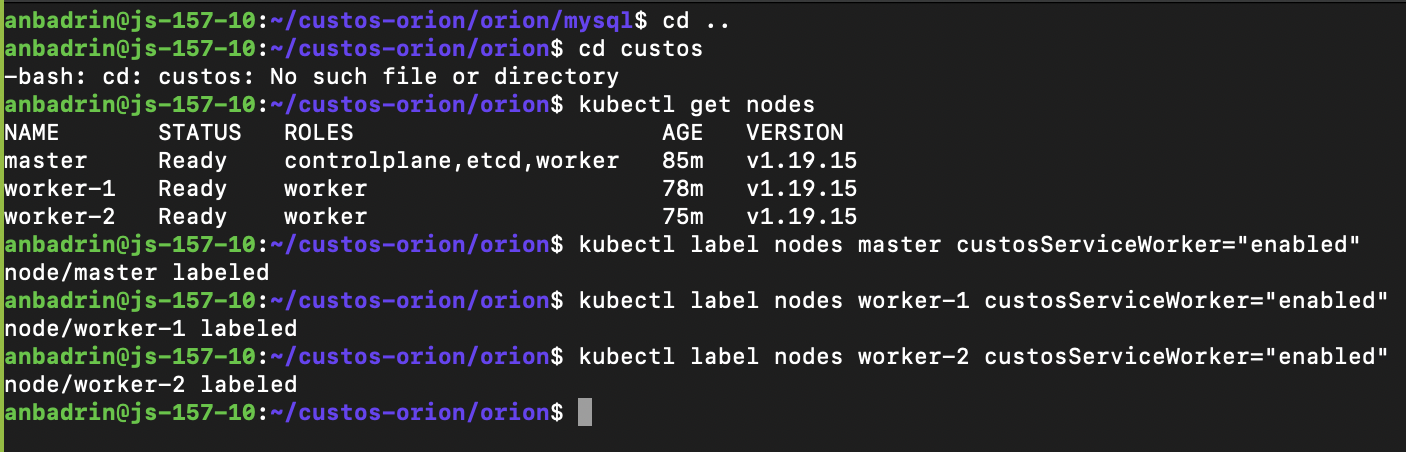 anbadrin@js-157-10:~/custos-orion/orion/mysql$ cd ..
anbadrin@js-157-10:~/custos-orion/orion$ cd custos
-bash: cd: custos: No such file or directory
anbadrin@js-157-10:~/custos-orion/orion$ kubectl get nodes
NAME       STATUS   ROLES                      AGE   VERSION
master     Ready    controlplane,etcd,worker   85m   v1.19.15
worker-1   Ready    worker                     78m   v1.19.15
worker-2   Ready    worker                     75m   v1.19.15
anbadrin@js-157-10:~/custos-orion/orion$ kubectl label nodes master custosServiceWorker="enabled"
node/master labeled
anbadrin@js-157-10:~/custos-orion/orion$ kubectl label nodes worker-1 custosServiceWorker="enabled"
node/worker-1 labeled
anbadrin@js-157-10:~/custos-orion/orion$ kubectl label nodes worker-2 custosServiceWorker="enabled"
node/worker-2 labeled
anbadrin@js-157-10:~/custos-orion/orion$